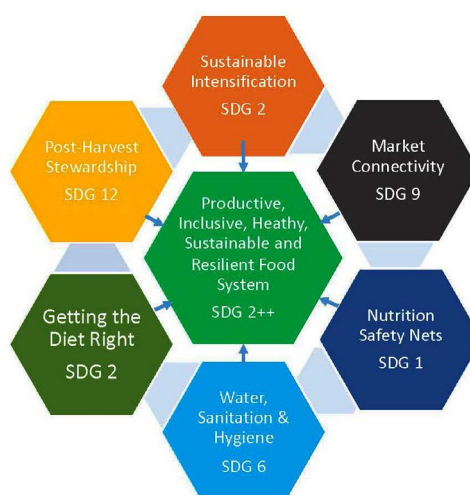 Sustainable
Intensification
SDG 2
Post-Harvest
Stewardship
SDG 12
Market
Connectivity
SDG 9
Productive,
Inclusive, Heathy,
Sustainable and
Resilient Food
System
SDG 2++
Getting the
Diet Right
SDG 2
Nutrition
Safety Nets
SDG 1
Water,
Sanitation &
Hygiene
SDG 6